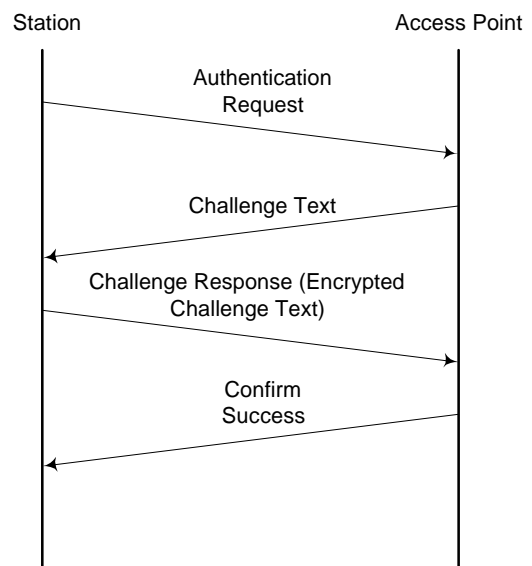 Station
Access Point
Authentication
Request
Challenge Text
Challenge Response (Encrypted
Challenge Text)
Confirm
Success